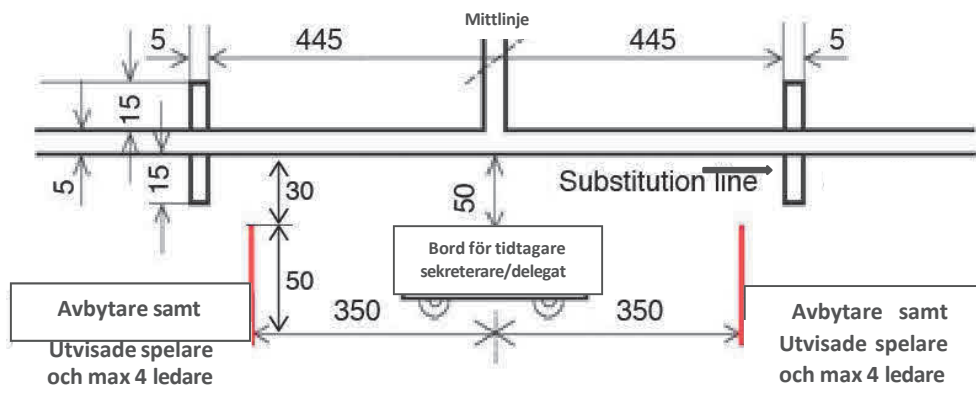 Mittlinje
5 445 445 5
15
5 15
30 50 Substitution line
Bord för tidtagare
sekreterare/delegat
50
350 350
Avbytare samt
Utvisade spelare
och max 4 ledare
Avbytare samt
Utvisade spelare
och max 4 ledare